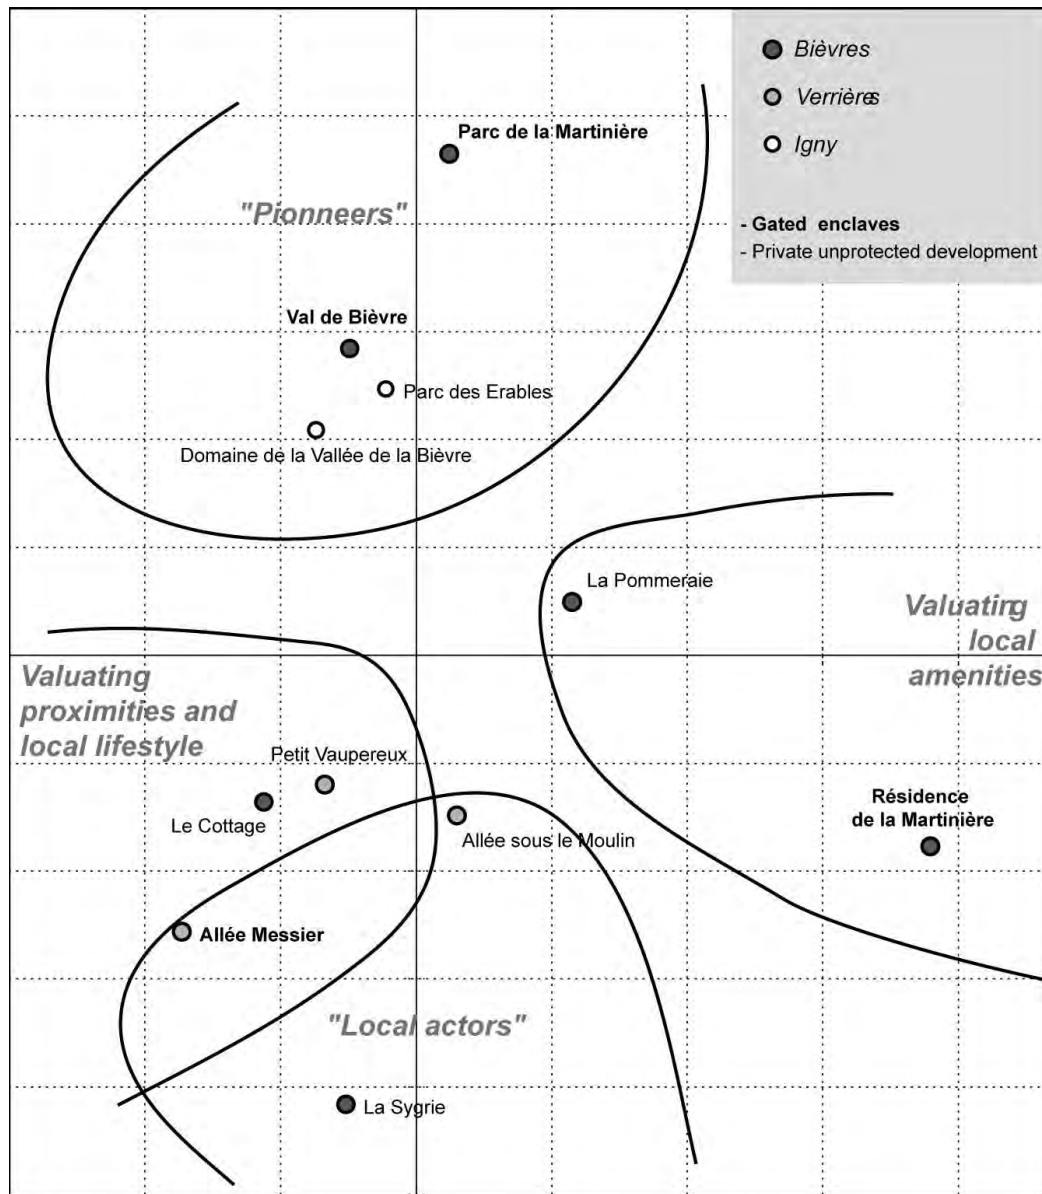 Bièvres
Verrières
Igny
- Gated enclaves
- Private unprotected development
Parc de la Martinière
"Pionneers"
Val de Bièvre
Parc des Erables
Domaine de la Vallée de la Bièvre
La Pommeraie
Valuating
local
amenities
Valuating
proximities and
local lifestyle
Petit Vaupereux
Le Cottage
Allée sous le Moulin
Résidence
de la Martinière
Allée Messier
"Local actors"
La Sygrie